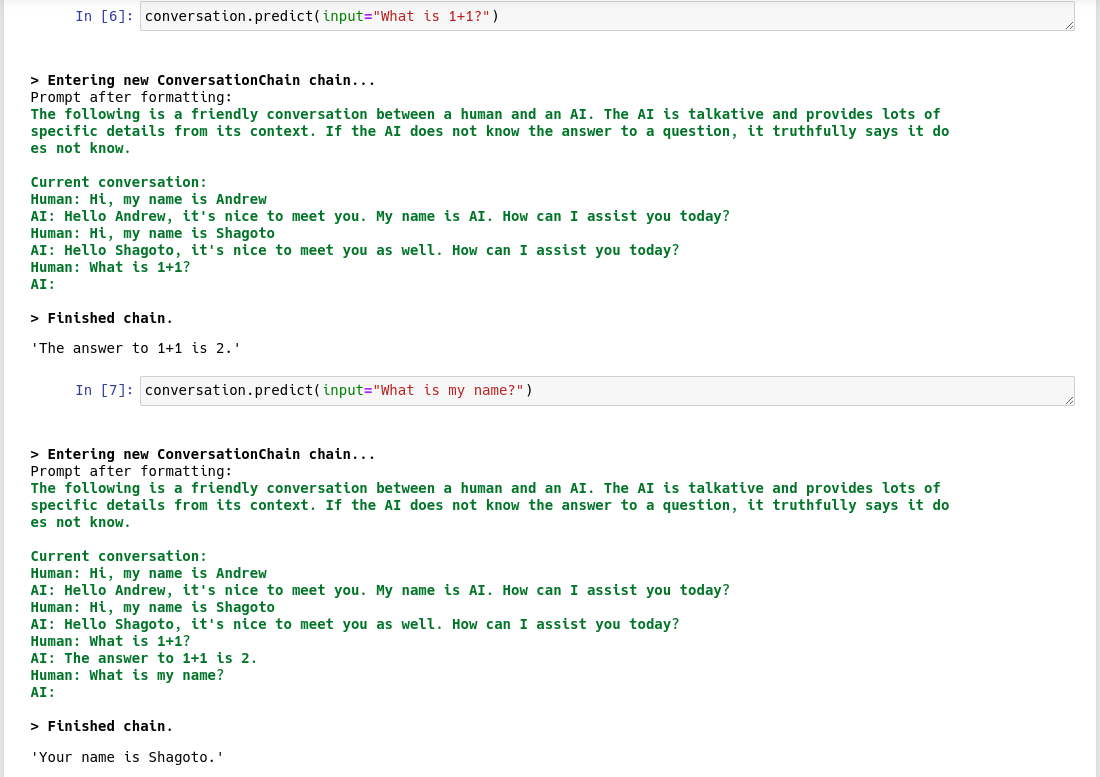 In [6]: conversation.predict(input="What is 1+1?")
> Entering new ConversationChain chain...
Prompt after formatting:
The following is a friendly conversation between a human and an AI. The AI is talkative and provides lots of
specific details from its context. If the AI does not know the answer to a question, it truthfully says it do
es not know.
Current conversation:
Human: Hi, my name is Andrew
AI: Hello Andrew, it's nice to meet you. My name is AI. How can I assist you today?
Human: Hi, my name is Shagoto
AI: Hello Shagoto, it's nice to meet you as well. How can I assist you today?
Human: What is 1+1?
AI:
> Finished chain.
'The answer to 1+1 is 2.'
In [7]: conversation.predict(input="What is my name?")
> Entering new ConversationChain chain...
Prompt after formatting:
The following is a friendly conversation between a human and an AI. The AI is talkative and provides lots of
specific details from its context. If the AI does not know the answer to a question, it truthfully says it do
es not know.
Current conversation:
Human: Hi, my name is Andrew
AI: Hello Andrew, it's nice to meet you. My name is AI. How can I assist you today?
Human: Hi, my name is Shagoto
AI: Hello Shagoto, it's nice to meet you as well. How can I assist you today?
Human: What is 1+1?
AI: The answer to 1+1 is 2.
Human: What is my name?
AI:
> Finished chain.
'Your name is Shagoto.'